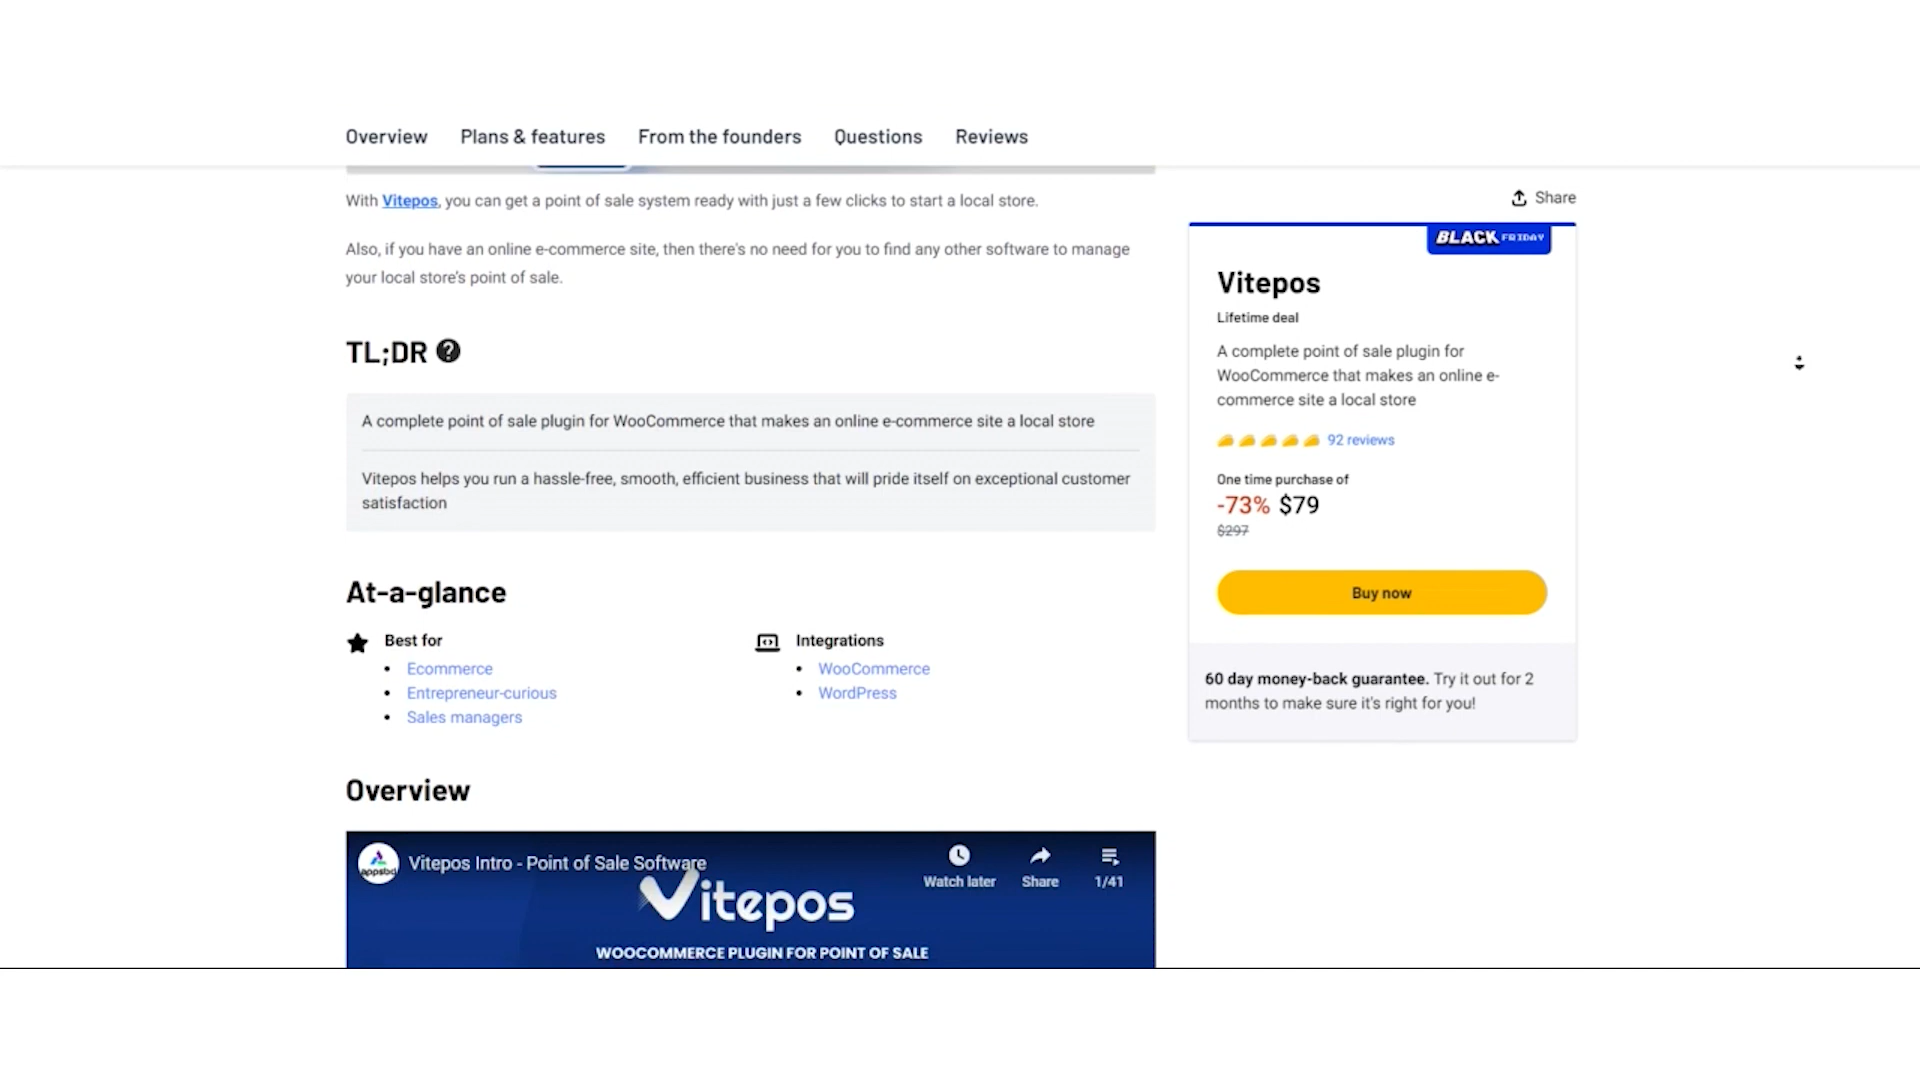 Overview Plans & features From the founders Questions Reviews
With Vitepos, you can get a point of sale system ready with just a few clicks to start a local store.
Also, if you have an online e-commerce site, then there's no need for you to find any other software to manage
your local store's point of sale.
TL;DR ?
A complete point of sale plugin for WooCommerce that makes an online e-commerce site a local store
Vitepos helps you run a hassle-free, smooth, efficient business that will pride itself on exceptional customer
satisfaction
At-a-glance
Best for
Ecommerce
Entrepreneur-curious
Sales managers
Integrations
WooCommerce
WordPress
Overview
appsbd
Vitepos Intro - Point of Sale Software
Watch later
Share
1/41
Vitepos
WOOCOMMERCE PLUGIN FOR POINT OF SALE
Share
BLACK FRIDAY
Vitepos
Lifetime deal
A complete point of sale plugin for
WooCommerce that makes an online e-
commerce site a local store
92 reviews
One time purchase of
-73% $79
$297
Buy now
60 day money-back guarantee. Try it out for 2
months to make sure it's right for you!